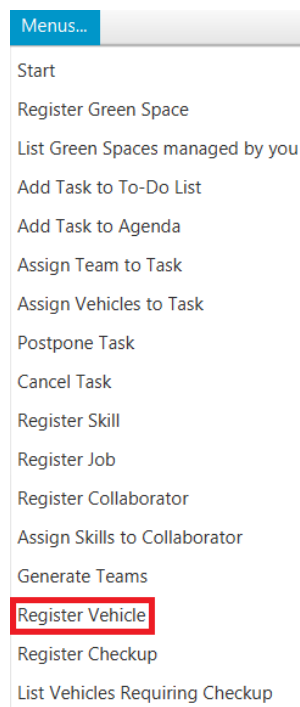 Menus...
Start
Register Green Space
List Green Spaces managed by you
Add Task to To-Do List
Add Task to Agenda
Assign Team to Task
Assign Vehicles to Task
Postpone Task
Cancel Task
Register Skill
Register Job
Register Collaborator
Assign Skills to Collaborator
Generate Teams
Register Vehicle
Register Checkup
List Vehicles Requiring Checkup